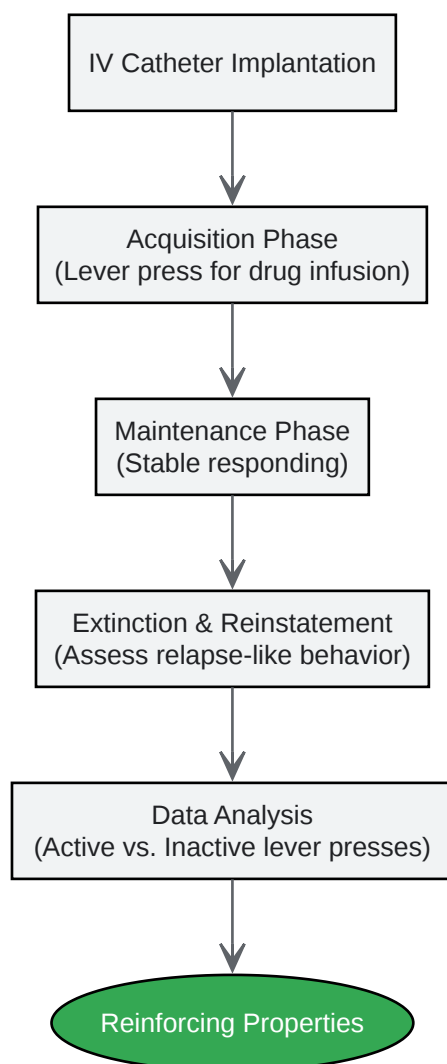 IV Catheter Implantation
Acquisition Phase
(Lever press for drug infusion)
Maintenance Phase
(Stable responding)
Extinction & Reinstatement
(Assess relapse-like behavior)
Data Analysis
(Active vs. Inactive lever presses)
Reinforcing Properties